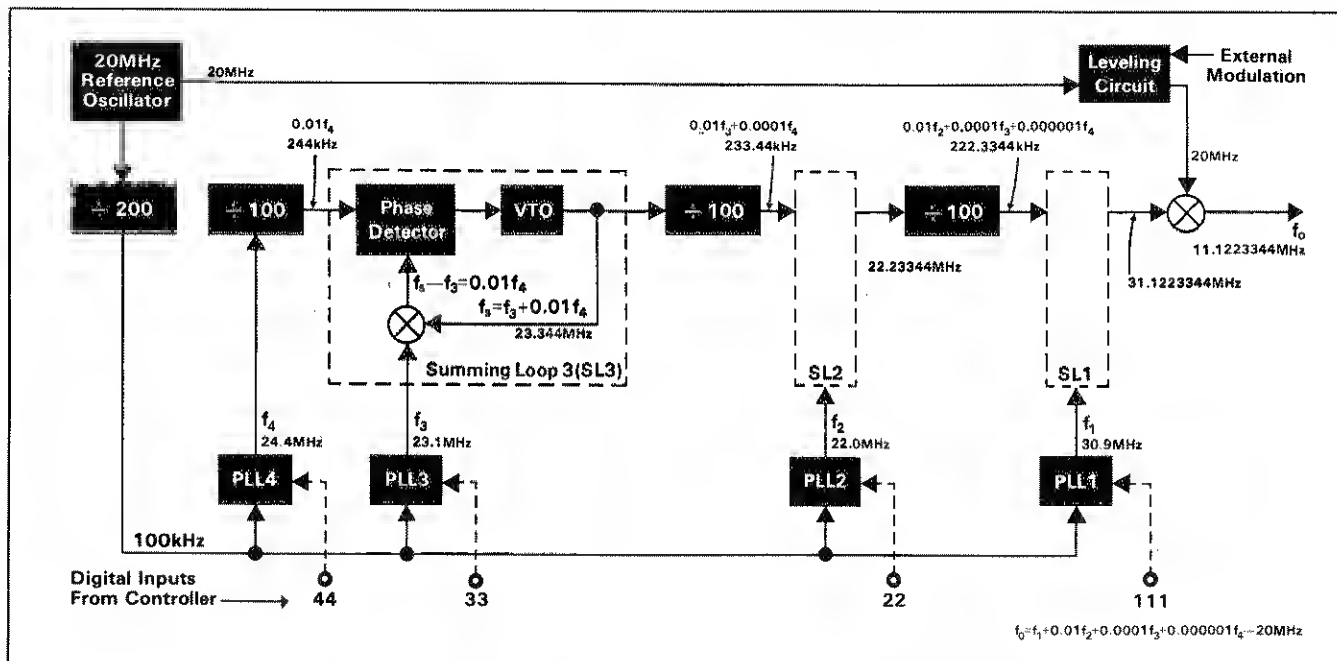 20MHz
Reference
Oscillator
20MHz
Leveling
Circuit
External
Modulation
0.01f4
244kHz
0.01f3+0.0001f4
233.44kHz
0.01f2+0.0001f3+0.000001f4
222.3344kHz
20MHz
÷ 200
÷ 100
Phase
Detector
VTO
÷ 100
÷ 100
fo
11.1223344MHz
22.23344MHz
31.1223344MHz
fs—f3=0.01f4
fs=f3+0.01f4
23.344MHz
Summing Loop 3(SL3)
SL2
SL1
f4
24.4MHz
f3
23.1MHz
f2
22.0MHz
f1
30.9MHz
PLL4
PLL3
PLL2
PLL1
100kHz
Digital Inputs
From Controller
44
33
22
111
fo=f1+0.01f2+0.0001f3+0.000001f4—20MHz